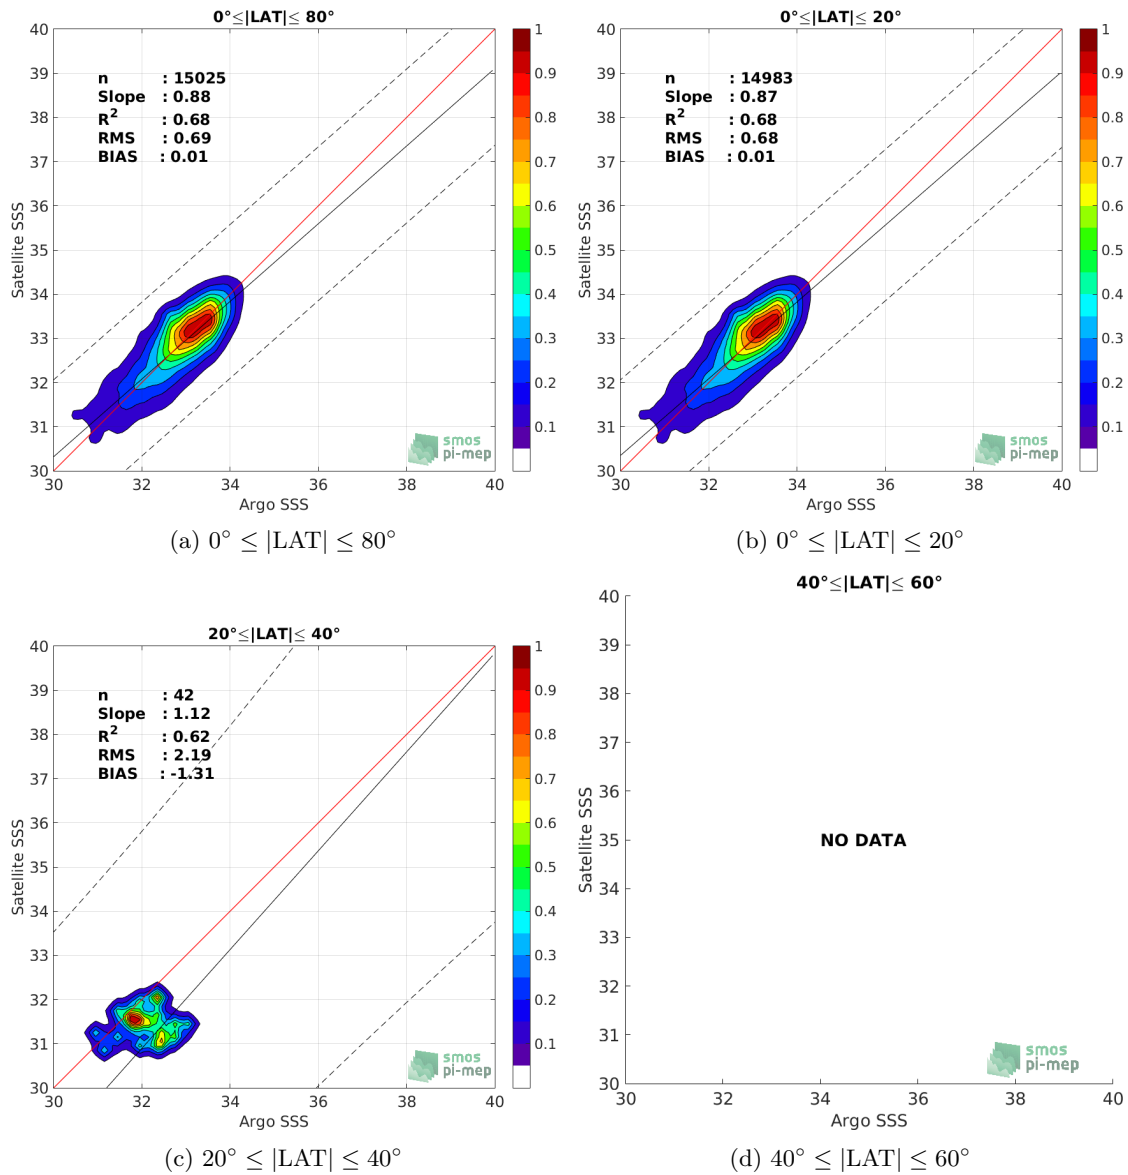 0°≤|LAT|≤ 80°
n : 15025
Slope : 0.88
R² : 0.68
RMS : 0.69
BIAS : 0.01
40
39
38
37
36
35
34
33
32
31
30
Satellite SSS
30 32 34 36 38 40
Argo SSS
1
0.9
0.8
0.7
0.6
0.5
0.4
0.3
0.2
0.1
smos
pi-mep
(a) 0° ≤ |LAT| ≤ 80°
0°≤|LAT|≤ 20°
n : 14983
Slope : 0.87
R² : 0.68
RMS : 0.68
BIAS : 0.01
40
39
38
37
36
35
34
33
32
31
30
Satellite SSS
30 32 34 36 38 40
Argo SSS
1
0.9
0.8
0.7
0.6
0.5
0.4
0.3
0.2
0.1
smos
pi-mep
(b) 0° ≤ |LAT| ≤ 20°
20°≤|LAT|≤ 40°
n : 42
Slope : 1.12
R² : 0.62
RMS : 2.19
BIAS : -1.31
40
39
38
37
36
35
34
33
32
31
30
Satellite SSS
30 32 34 36 38 40
Argo SSS
1
0.9
0.8
0.7
0.6
0.5
0.4
0.3
0.2
0.1
smos
pi-mep
(c) 20° ≤ |LAT| ≤ 40°
40°≤|LAT|≤ 60°
40
39
38
37
36
35
34
33
32
31
30
Satellite SSS
NO DATA
30 32 34 36 38 40
Argo SSS
smos
pi-mep
(d) 40° ≤ |LAT| ≤ 60°